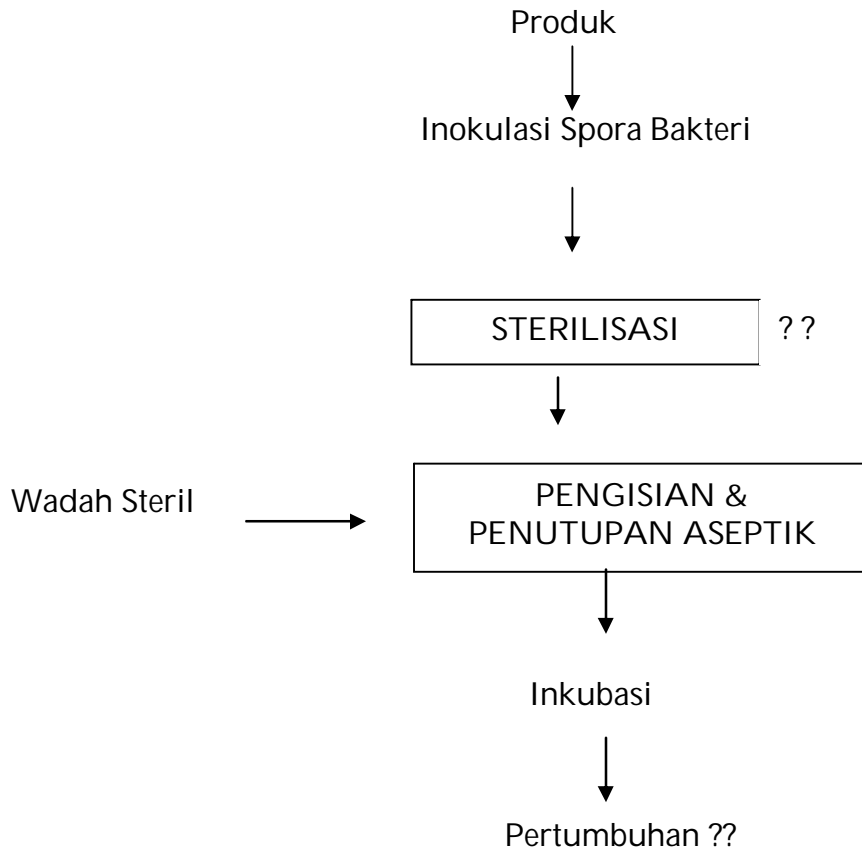 Produk
Inokulasi Spora Bakteri
STERILISASI
? ?
Wadah Steril
PENGISIAN &
PENUTUPAN ASEPTIK
Inkubasi
Pertumbuhan ??